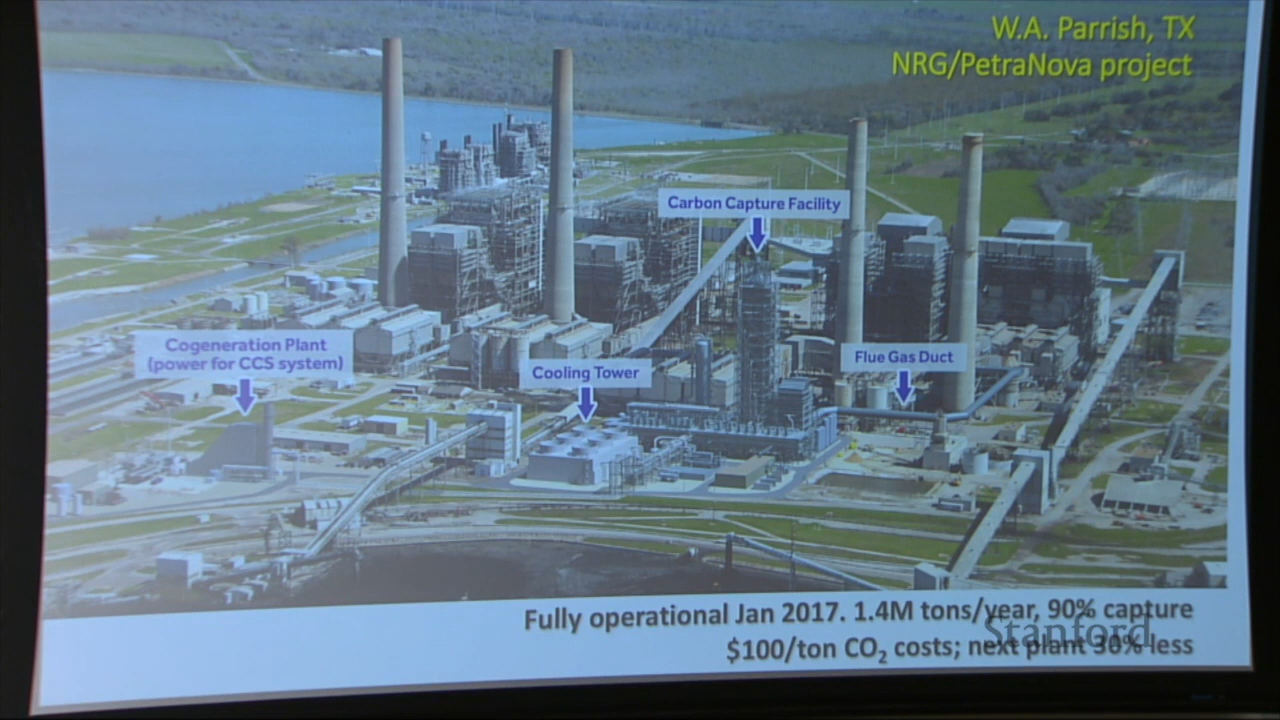 W.A. Parrish, TX
NRG/PetraNova project
Carbon Capture Facility
Cogeneration Plant
(power for CCS system)
Cooling Tower
Flue Gas Duct
Fully operational Jan 2017. 1.4M tons/year, 90% capture
$100/ton CO₂ costs; next plant 30% less
Stanford